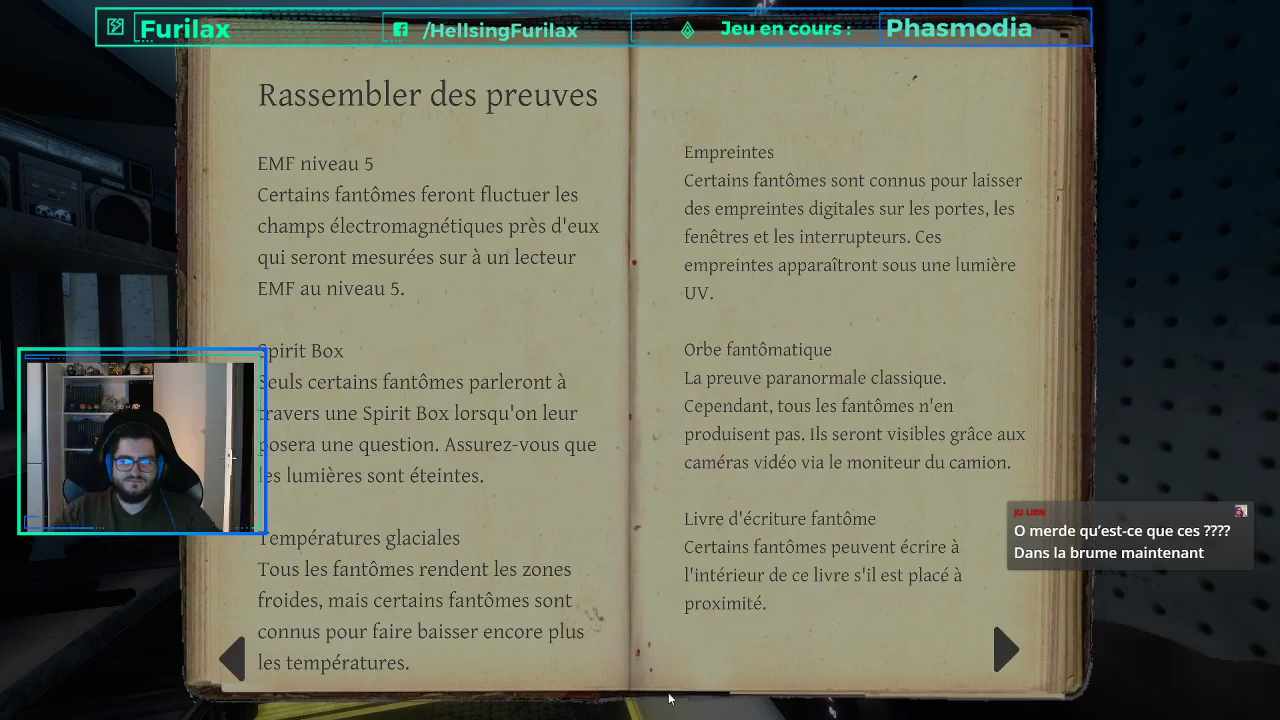 Furilax
/HellsingFurilax
Jeu en cours :
Phasmodia
Rassembler des preuves
EMF niveau 5
Certains fantômes feront fluctuer les
champs électromagnétiques près d'eux
qui seront mesurées sur à un lecteur
EMF au niveau 5.
Spirit Box
Seuls certains fantômes parleront à
travers une Spirit Box lorsqu'on leur
posera une question. Assurez-vous que
les lumières sont éteintes.
Températures glaciales
Tous les fantômes rendent les zones
froides, mais certains fantômes sont
connus pour faire baisser encore plus
les températures.
Empreintes
Certains fantômes sont connus pour laisser
des empreintes digitales sur les portes, les
fenêtres et les interrupteurs. Ces
empreintes apparaîtront sous une lumière
UV.
Orbe fantômatique
La preuve paranormale classique.
Cependant, tous les fantômes n'en
produisent pas. Ils seront visibles grâce aux
caméras vidéo via le moniteur du camion.
Livre d'écriture fantôme
Certains fantômes peuvent écrire à
l'intérieur de ce livre s'il est placé à
proximité.
JU LIEN
O merde qu’est-ce que ces ????
Dans la brume maintenant